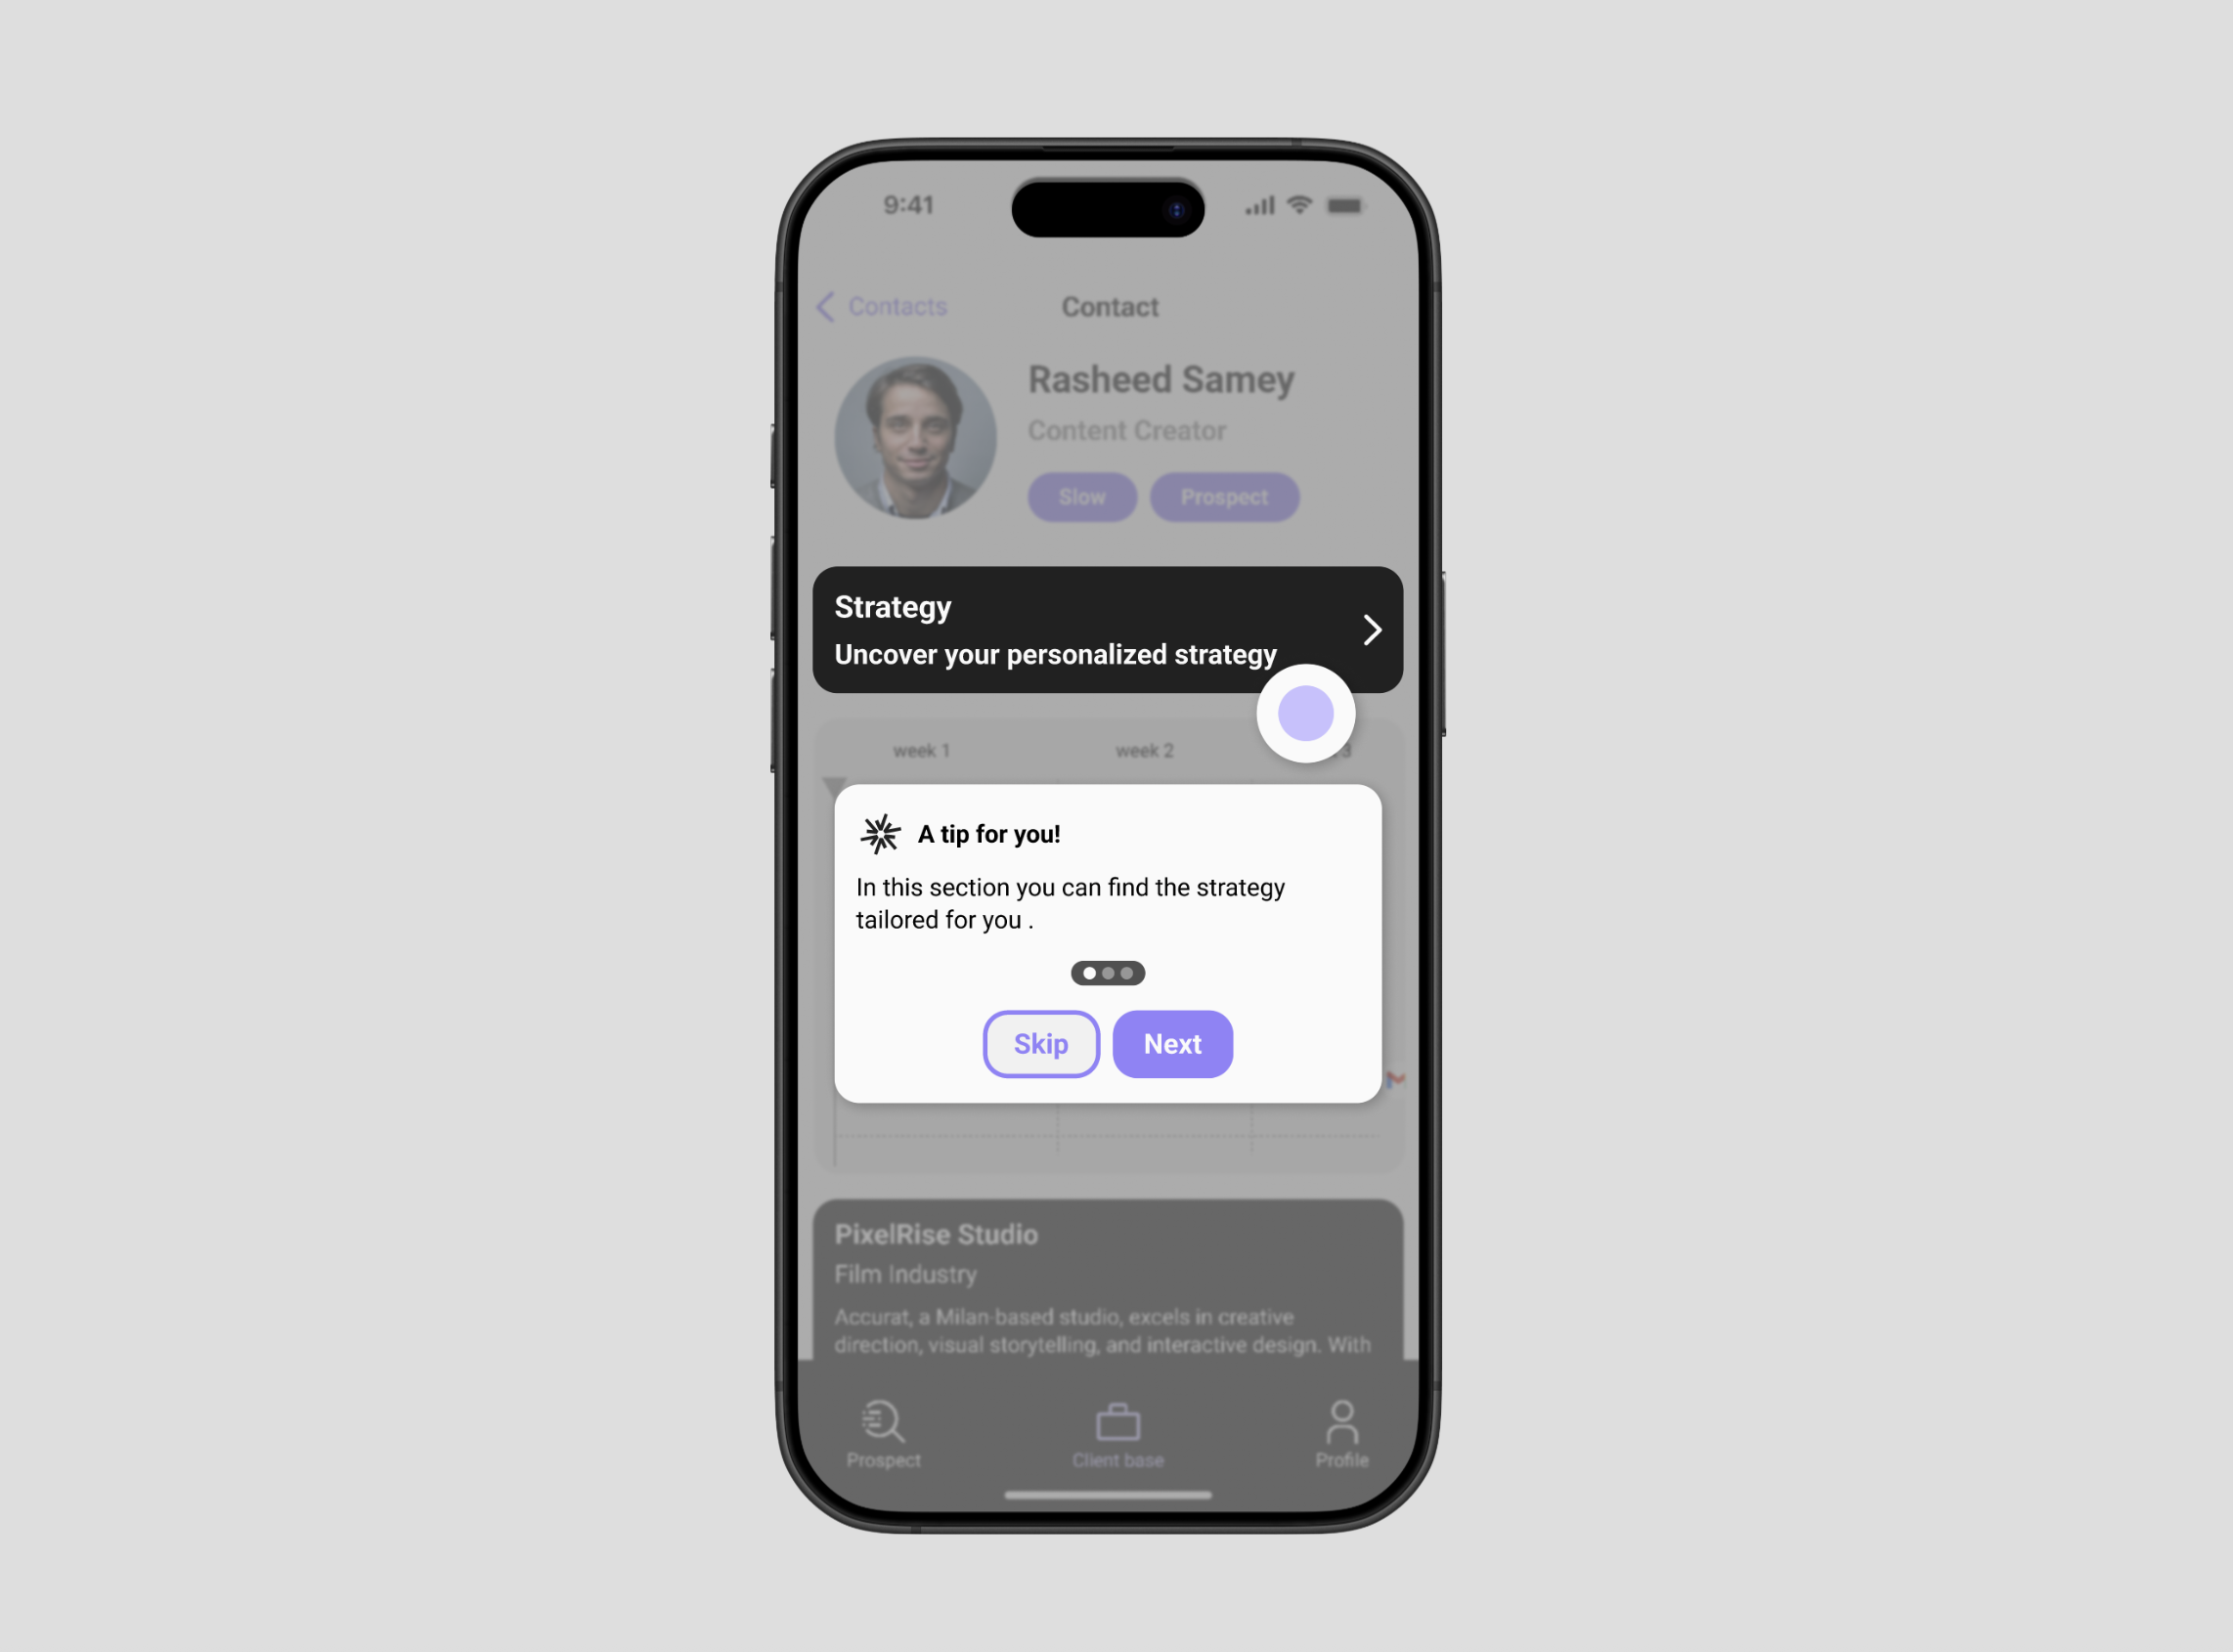 9:41
Contacts
Contact
Rasheed Samey
Content Creator
Slow
Prospect
Strategy
Uncover your personalized strategy
week 1
week 2
3
A tip for you!
In this section you can find the strategy
tailored for you .
Skip
Next
PixelRise Studio
Film Industry
Accurat, a Milan-based studio, excels in creative
direction, visual storytelling, and interactive design. With
Prospect
Client base
Profile